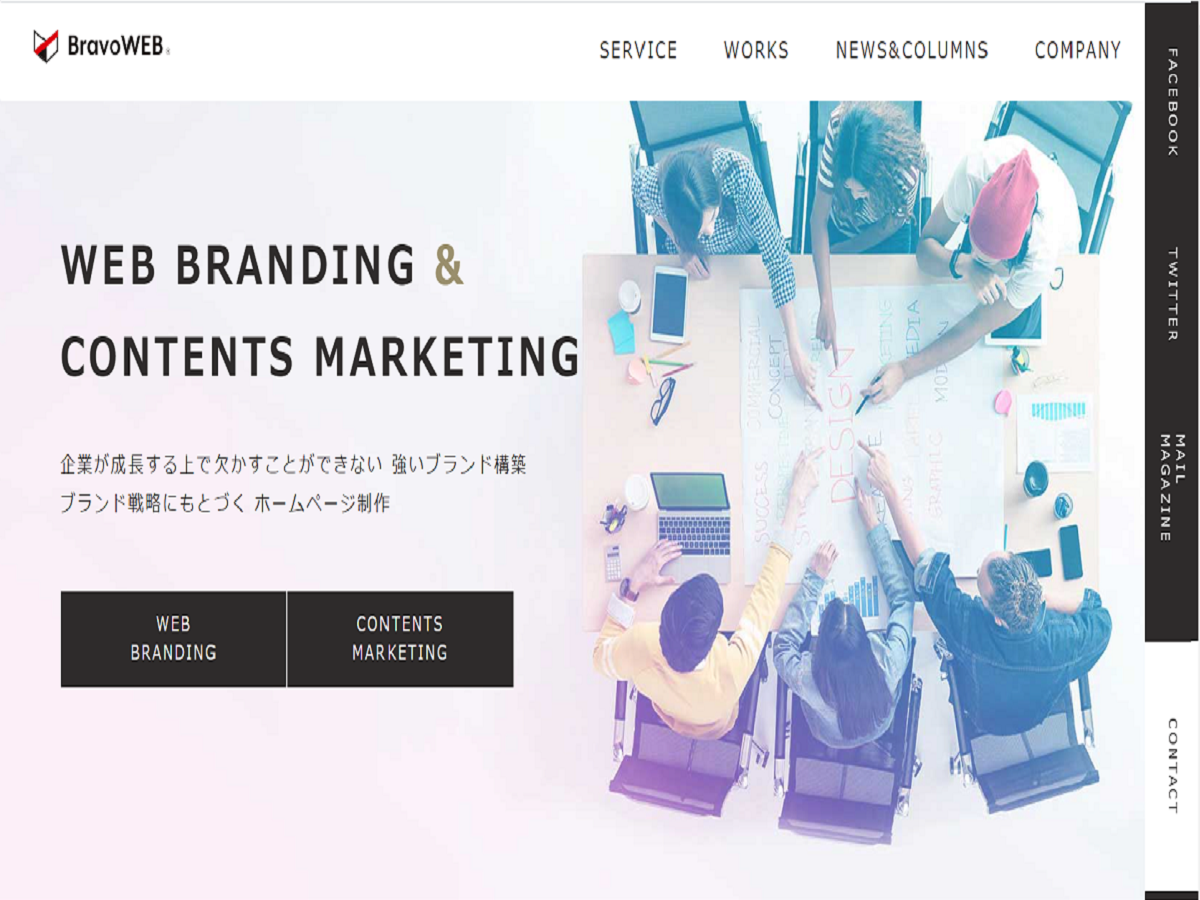 BravoWEB
SERVICE
WORKS
NEWS&COLUMNS
COMPANY
WEB BRANDING &
CONTENTS MARKETING
企業が成長する上で欠かすことができない 強いブランド構築
ブランド戦略にもとづく ホームページ制作
WEB
BRANDING
CONTENTS
MARKETING
COMMERCIAL
CONCEPT
SUCCESS
DESIGN
MARKETING
MEDIA
MODERN
GRAPHIC
FACEBOOK
TWITTER
MAIL
MAGAZINE
CONTACT